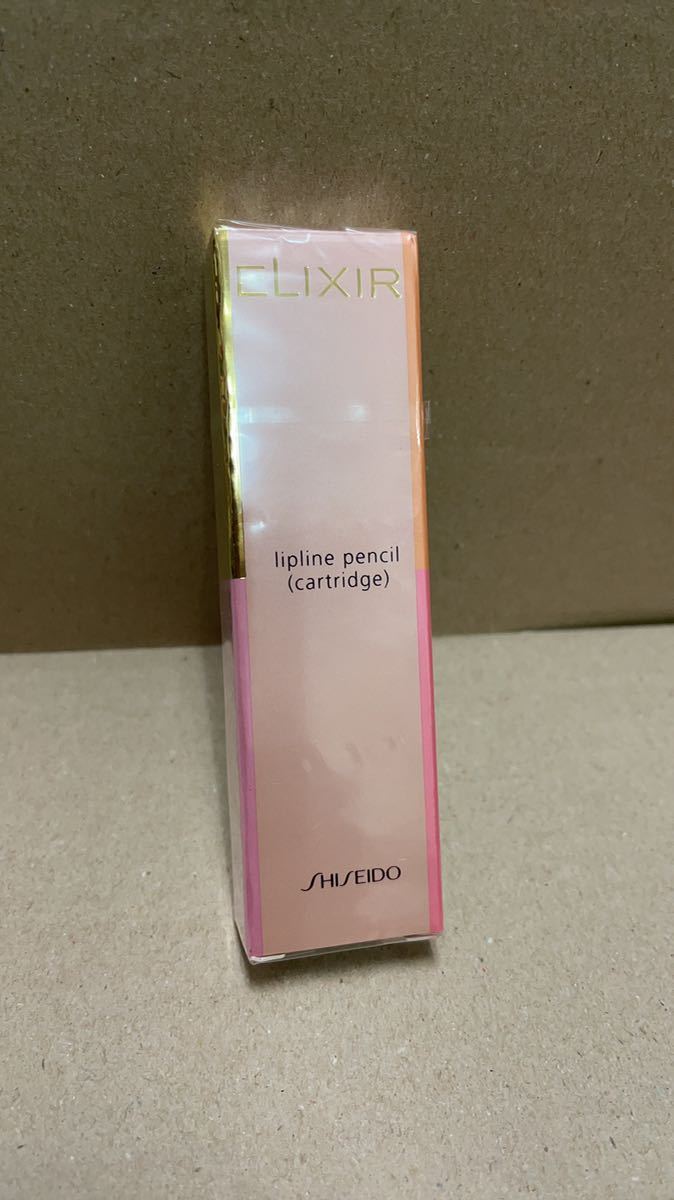 ELIXIR
lipline pencil
(cartridge)
SHISEIDO